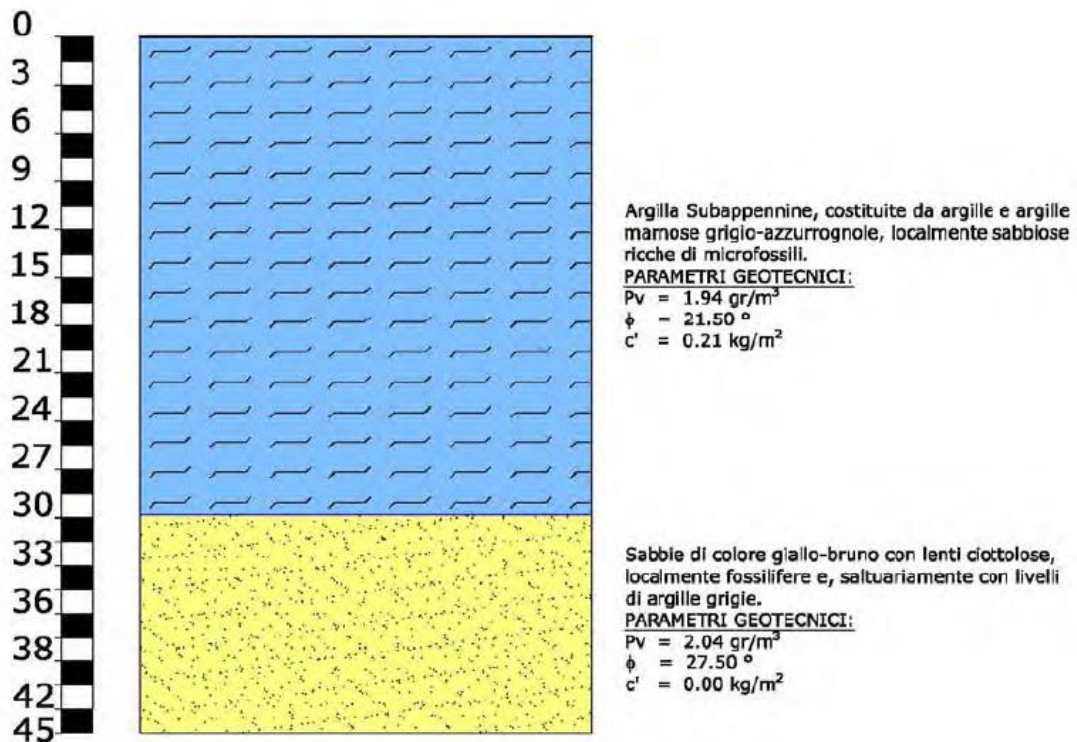 0
3
6
9
12
15
18
21
24
27
30
33
36
38
42
45
Argilla Subappennine, costituite da argille e argille
marnose grigio-azzurrognole, localmente sabbiose
ricche di microfossili.
PARAMETRI GEOTECNICI:
Pv = 1.94 gr/m³
ϕ = 21.50 °
c' = 0.21 kg/m²
Sabbie di colore giallo-bruno con lenti ciottolose,
localmente fossilifere e, saltuariamente con livelli
di argille grigie.
PARAMETRI GEOTECNICI:
Pv = 2.04 gr/m³
ϕ = 27.50 °
c' = 0.00 kg/m²